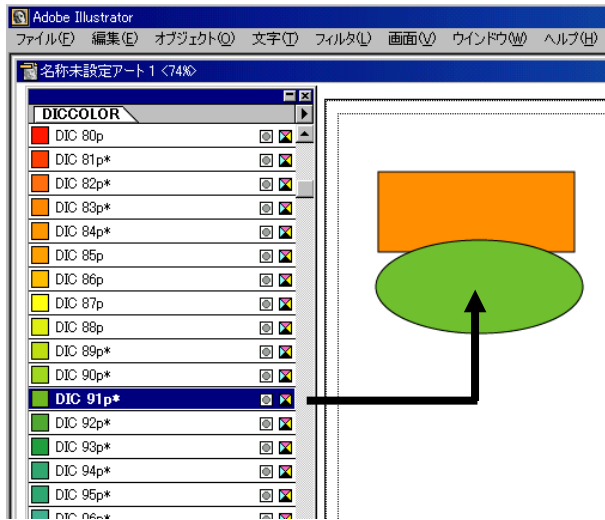 Adobe Illustrator
ファイル(F) 編集(E) オブジェクト(O) 文字(T) フィルタ(L) 画面(V) ウインドウ(W) ヘルプ(H)
名称未設定アート 1 <74%>
DICCOLOR
DIC 80p
DIC 81p*
DIC 82p*
DIC 83p*
DIC 84p*
DIC 85p
DIC 86p
DIC 87p
DIC 88p
DIC 89p*
DIC 90p*
DIC 91p*
DIC 92p*
DIC 93p*
DIC 94p*
DIC 95p*
DIC 96p*